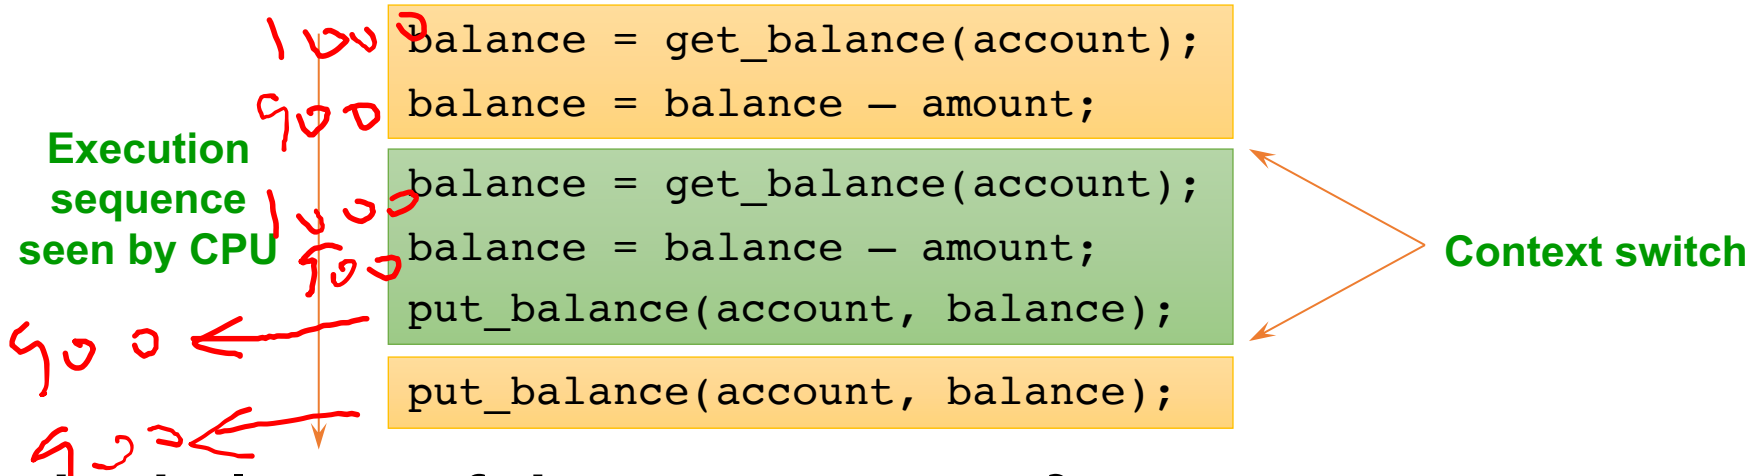 1000 balance = get_balance(account);
900 balance = balance – amount;
Execution
sequence
seen by CPU
1000 balance = get_balance(account);
900 balance = balance – amount;
900 put_balance(account, balance);
900 put_balance(account, balance);
Context switch